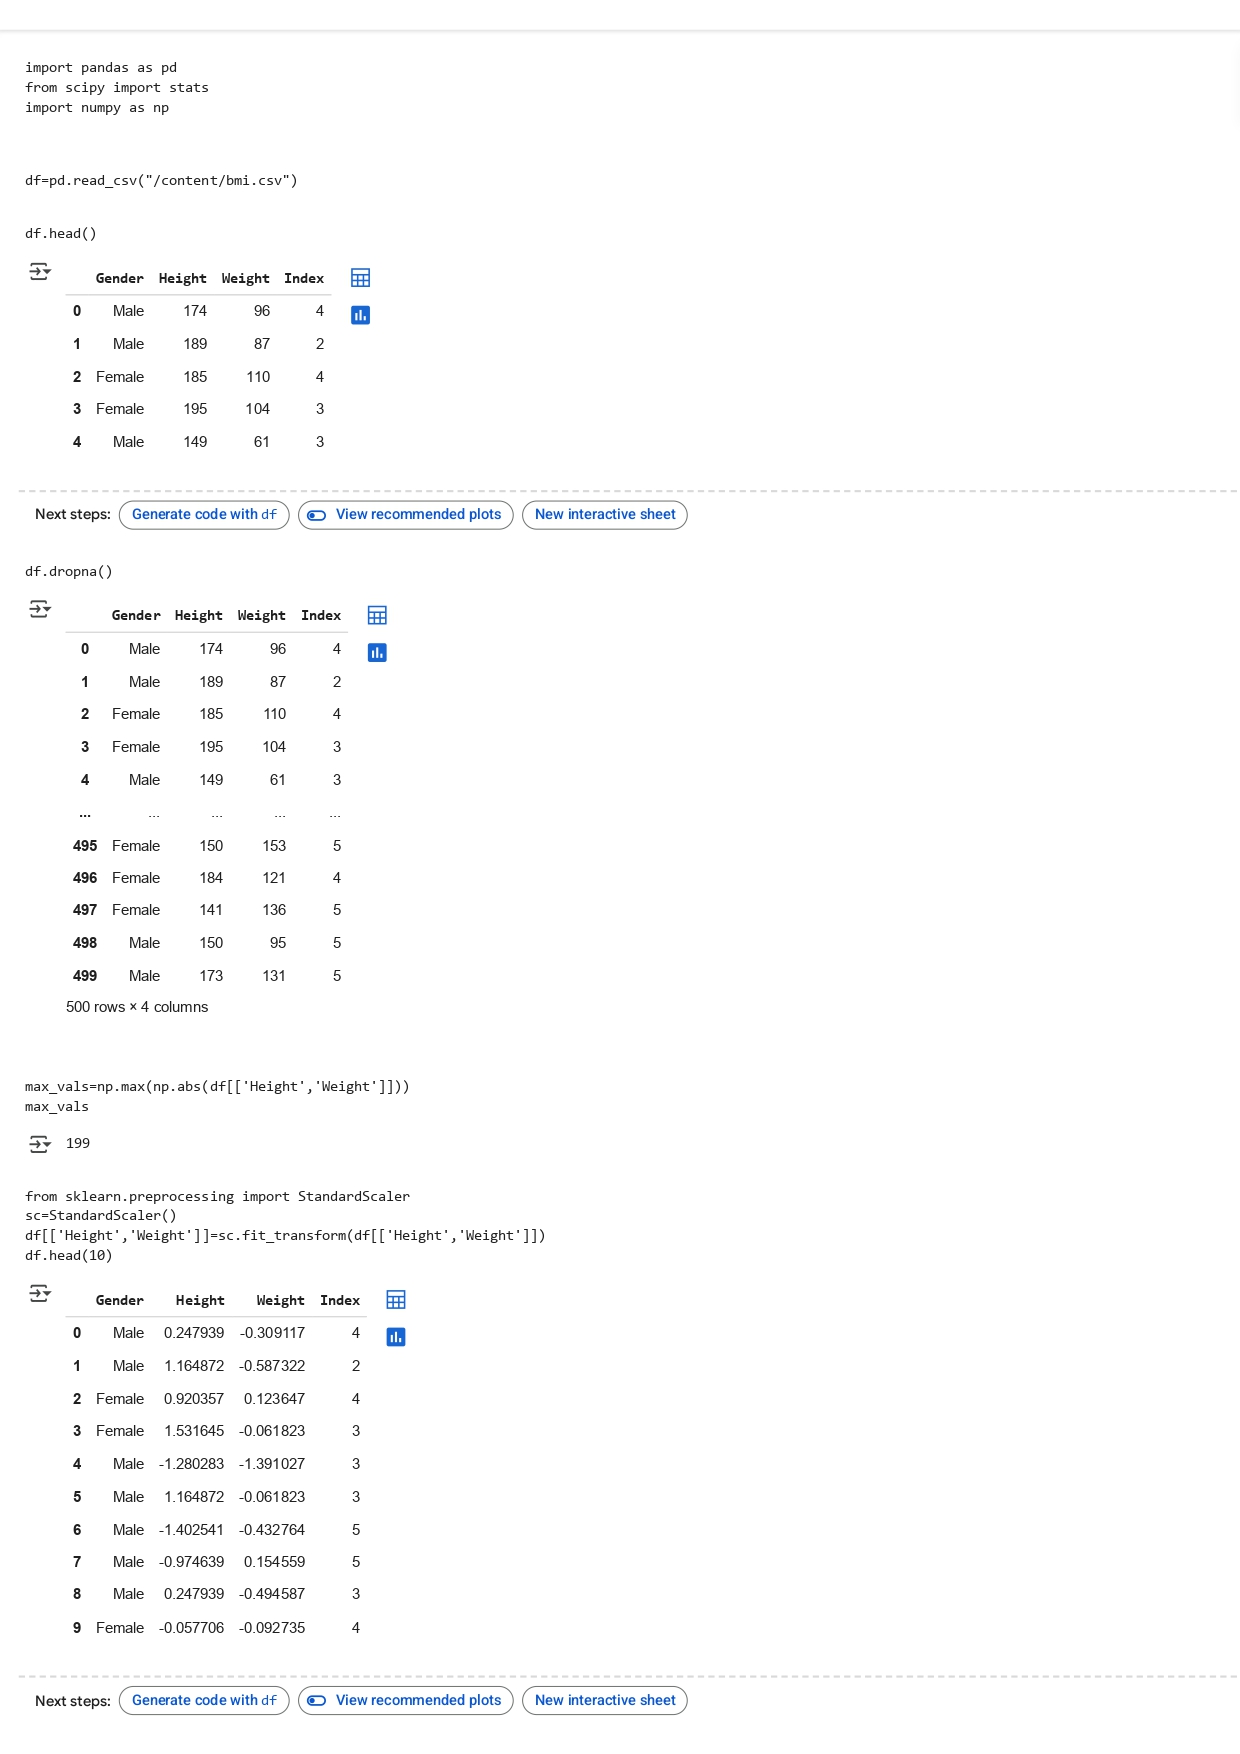 import pandas as pd
from scipy import stats
import numpy as np
df=pd.read_csv("/content/bmi.csv")
df.head()
Gender Height Weight Index
0 Male 174 96 4
1 Male 189 87 2
2 Female 185 110 4
3 Female 195 104 3
4 Male 149 61 3
Next steps: Generate code with df View recommended plots New interactive sheet
df.dropna()
Gender Height Weight Index
0 Male 174 96 4
1 Male 189 87 2
2 Female 185 110 4
3 Female 195 104 3
4 Male 149 61 3
... ... ... ... ...
495 Female 150 153 5
496 Female 184 121 4
497 Female 141 136 5
498 Male 150 95 5
499 Male 173 131 5
500 rows × 4 columns
max_vals=np.max(np.abs(df[['Height','Weight']]))
max_vals
199
from sklearn.preprocessing import StandardScaler
sc=StandardScaler()
df[['Height','Weight']]=sc.fit_transform(df[['Height','Weight']])
df.head(10)
Gender Height Weight Index
0 Male 0.247939 -0.309117 4
1 Male 1.164872 -0.587322 2
2 Female 0.920357 0.123647 4
3 Female 1.531645 -0.061823 3
4 Male -1.280283 -1.391027 3
5 Male 1.164872 -0.061823 3
6 Male -1.402541 -0.432764 5
7 Male -0.974639 0.154559 5
8 Male 0.247939 -0.494587 3
9 Female -0.057706 -0.092735 4
Next steps: Generate code with df View recommended plots New interactive sheet